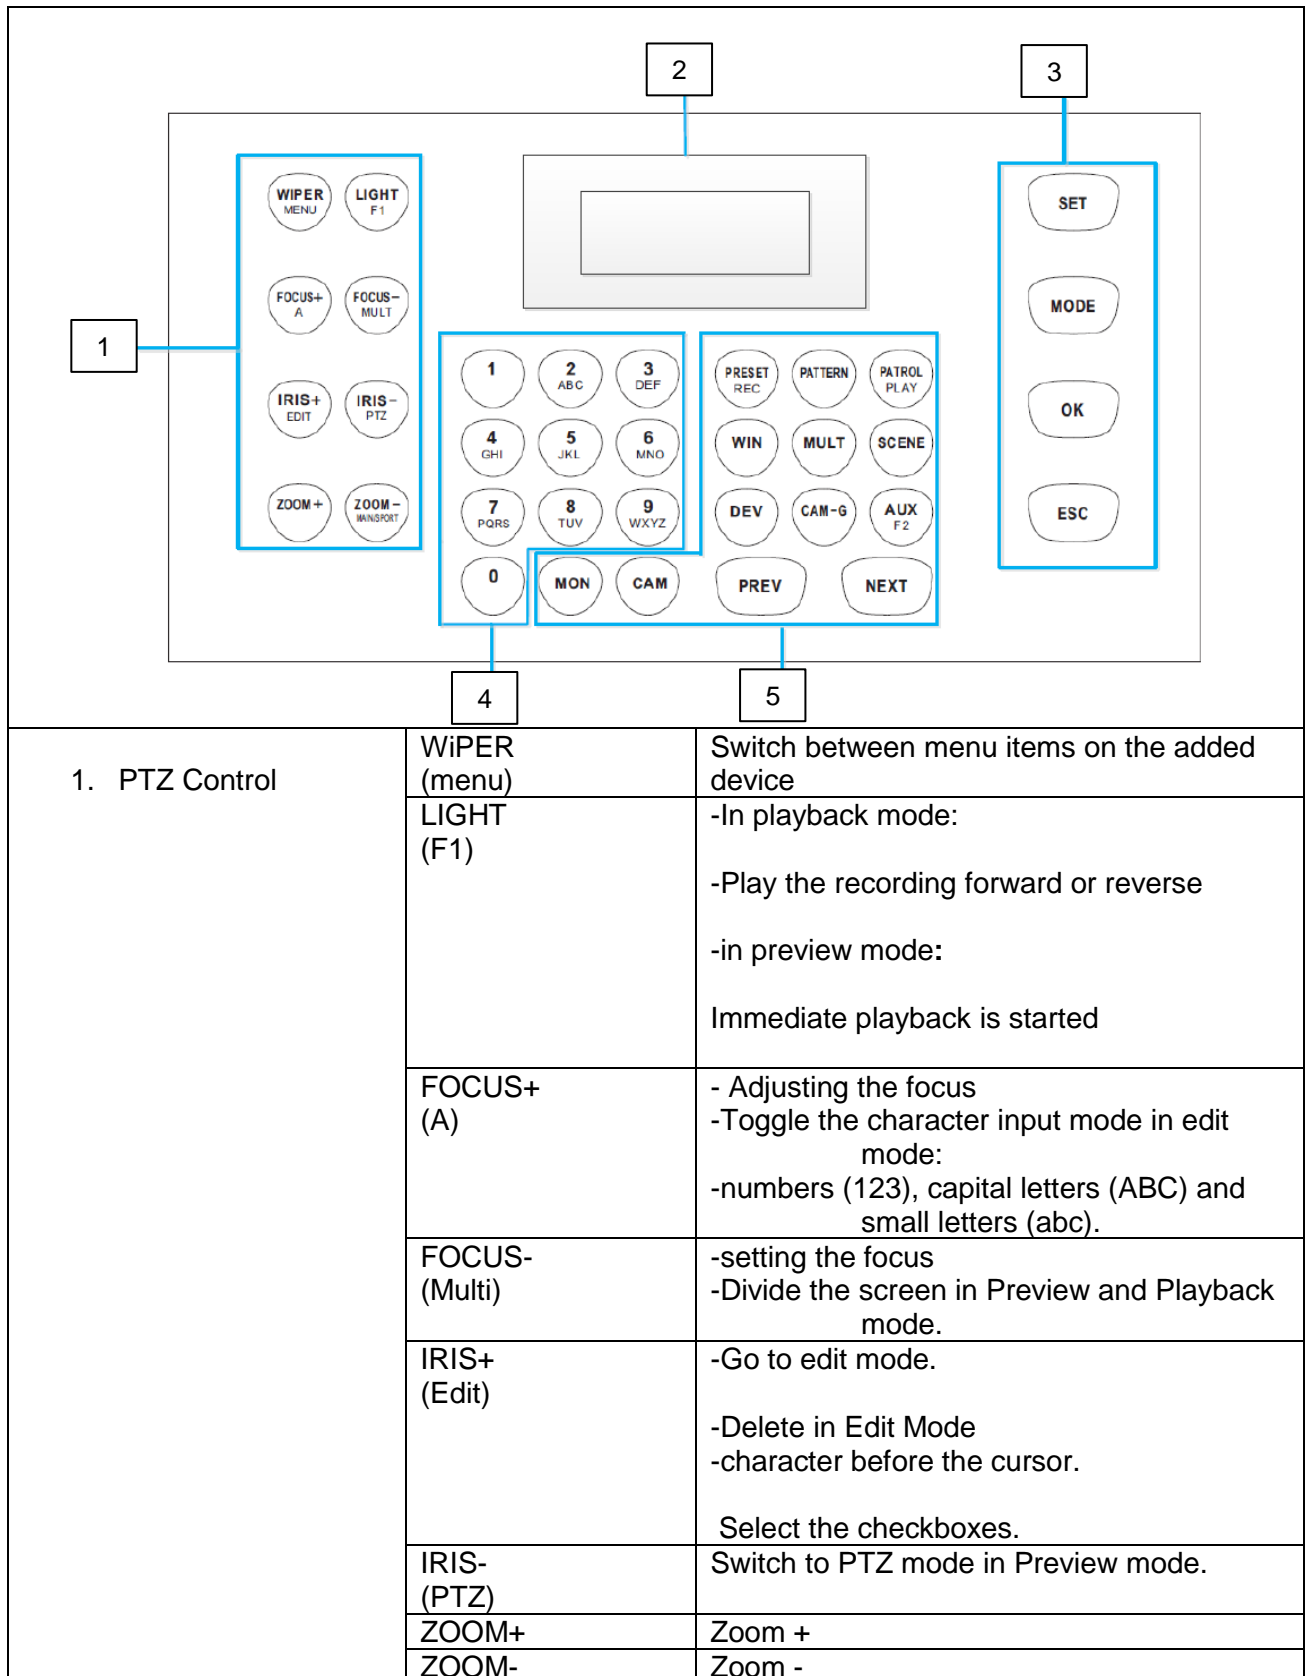 2
3
WIPER
MENU
LIGHT
F1
SET
FOCUS+
A
FOCUS-
MULT
MODE
1
1
2
ABC
3
DEF
PRESET
REC
PATTERN
PATROL
PLAY
IRIS+
EDIT
IRIS-
PTZ
OK
4
GHI
5
JKL
6
MNO
WIN
MULT
SCENE
ZOOM+
ZOOM-
MAIN/SPORT
7
PQRS
8
TUV
9
WXYZ
DEV
CAM-G
AUX
F2
ESC
0
MON
CAM
PREV
NEXT
4
5
1. PTZ Control
WiPER
(menu)
Switch between menu items on the added
device
LIGHT
(F1)
-In playback mode:
-Play the recording forward or reverse
-in preview mode:
Immediate playback is started
FOCUS+
(A)
- Adjusting the focus
-Toggle the character input mode in edit
mode:
-numbers (123), capital letters (ABC) and
small letters (abc).
FOCUS-
(Multi)
-setting the focus
-Divide the screen in Preview and Playback
mode.
IRIS+
(Edit)
-Go to edit mode.
-Delete in Edit Mode
-character before the cursor.
Select the checkboxes.
IRIS-
(PTZ)
Switch to PTZ mode in Preview mode.
ZOOM+
Zoom +
ZOOM-
Zoom -